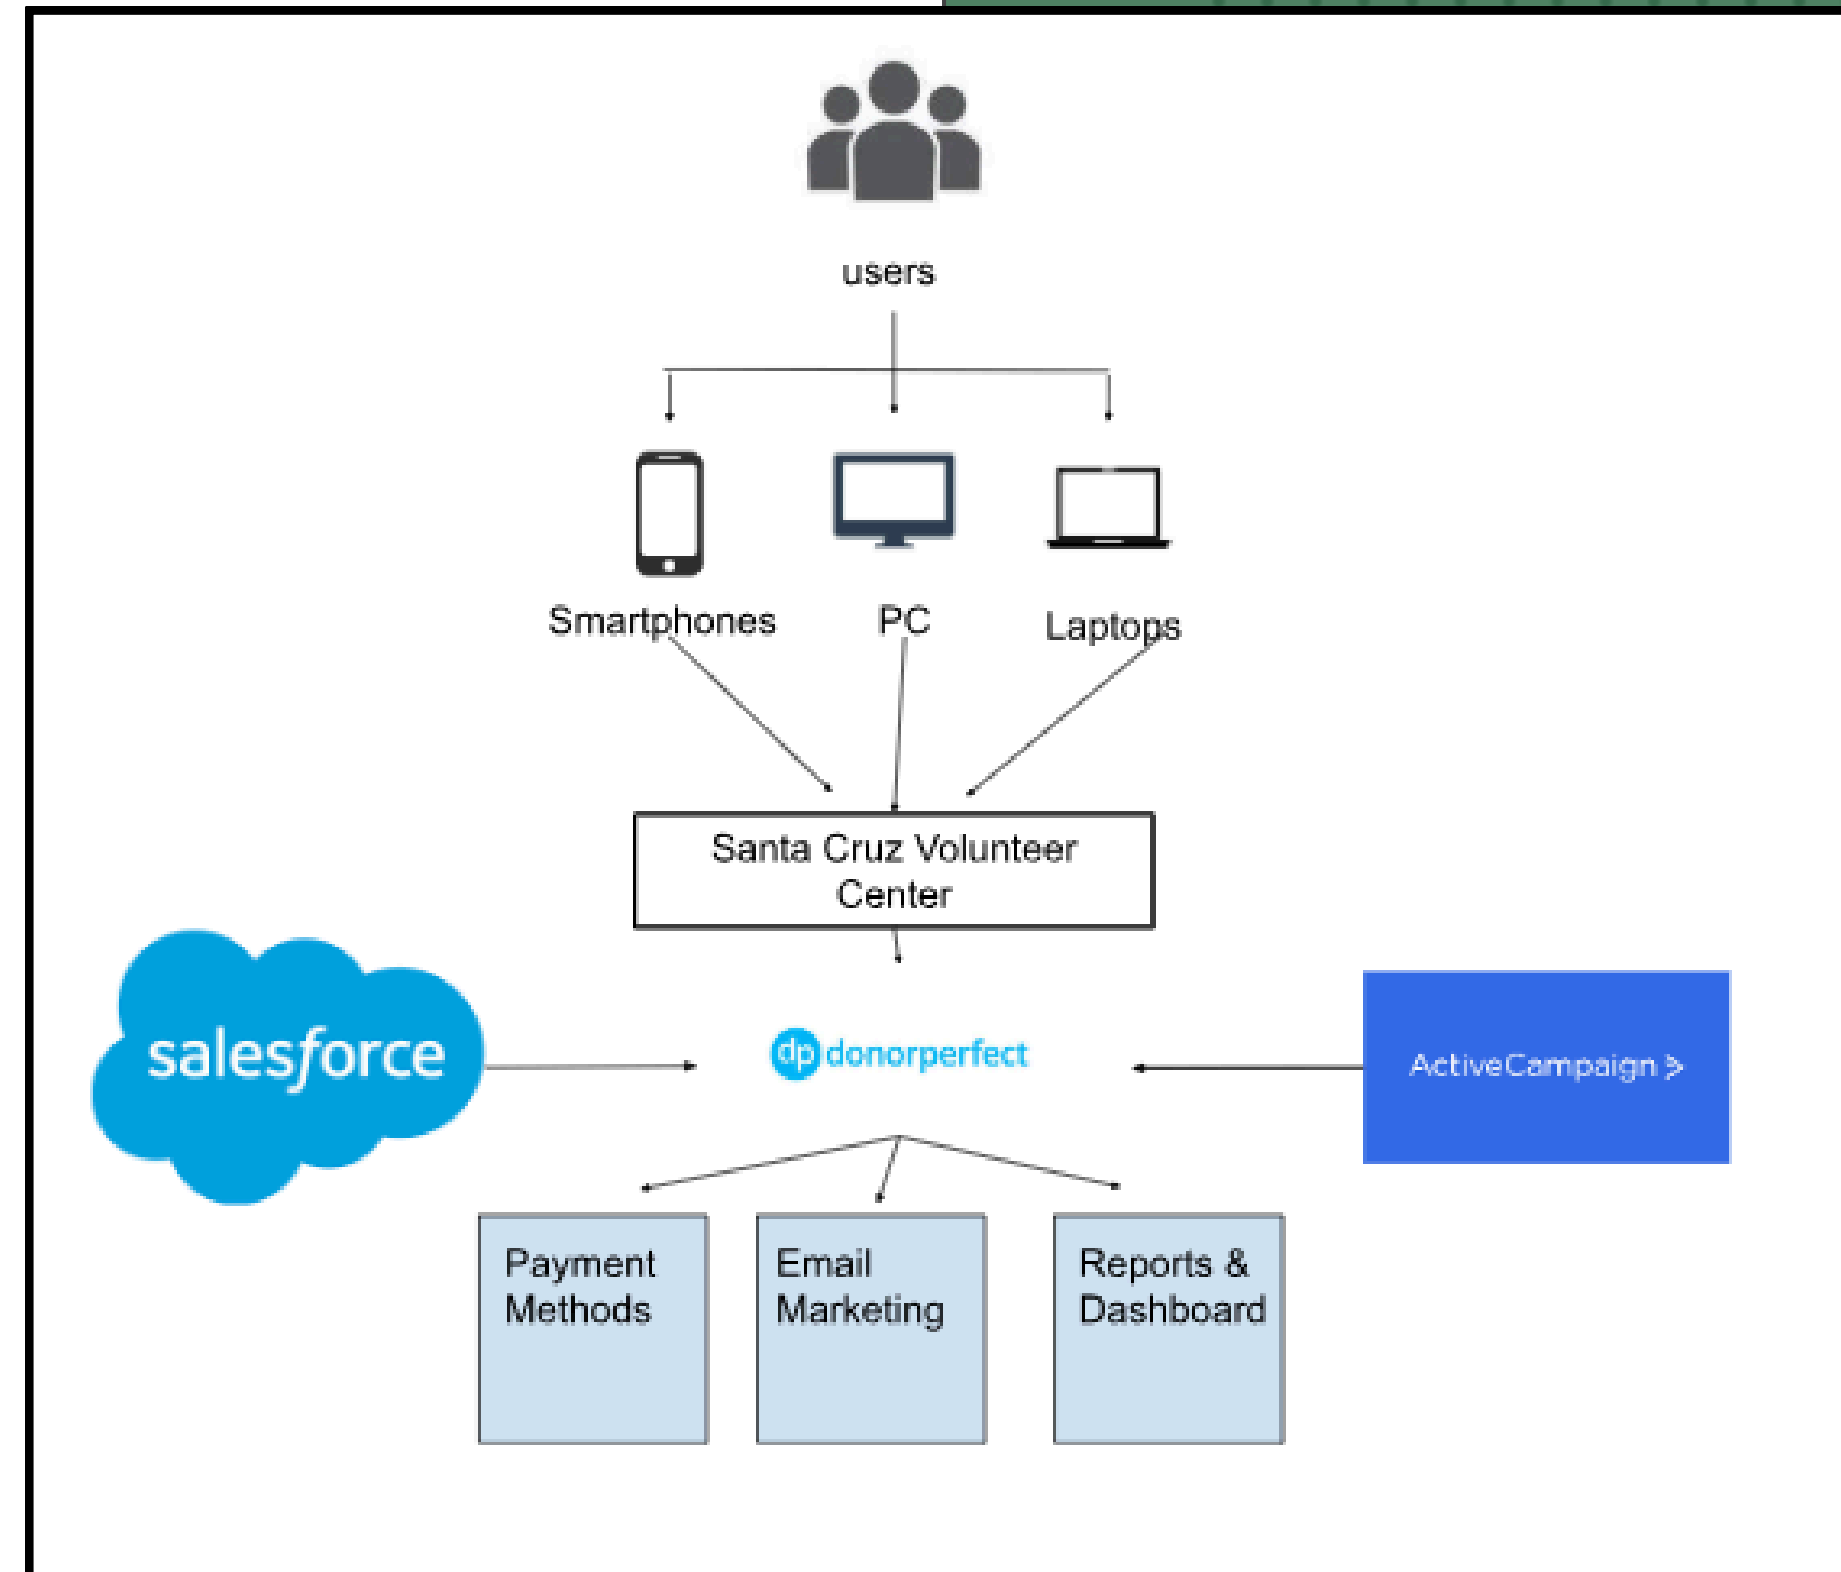 users
Smartphones
PC
Laptops
Santa Cruz Volunteer
Center
salesforce
dp donorperfect
ActiveCampaign >
Payment
Methods
Email
Marketing
Reports &
Dashboard